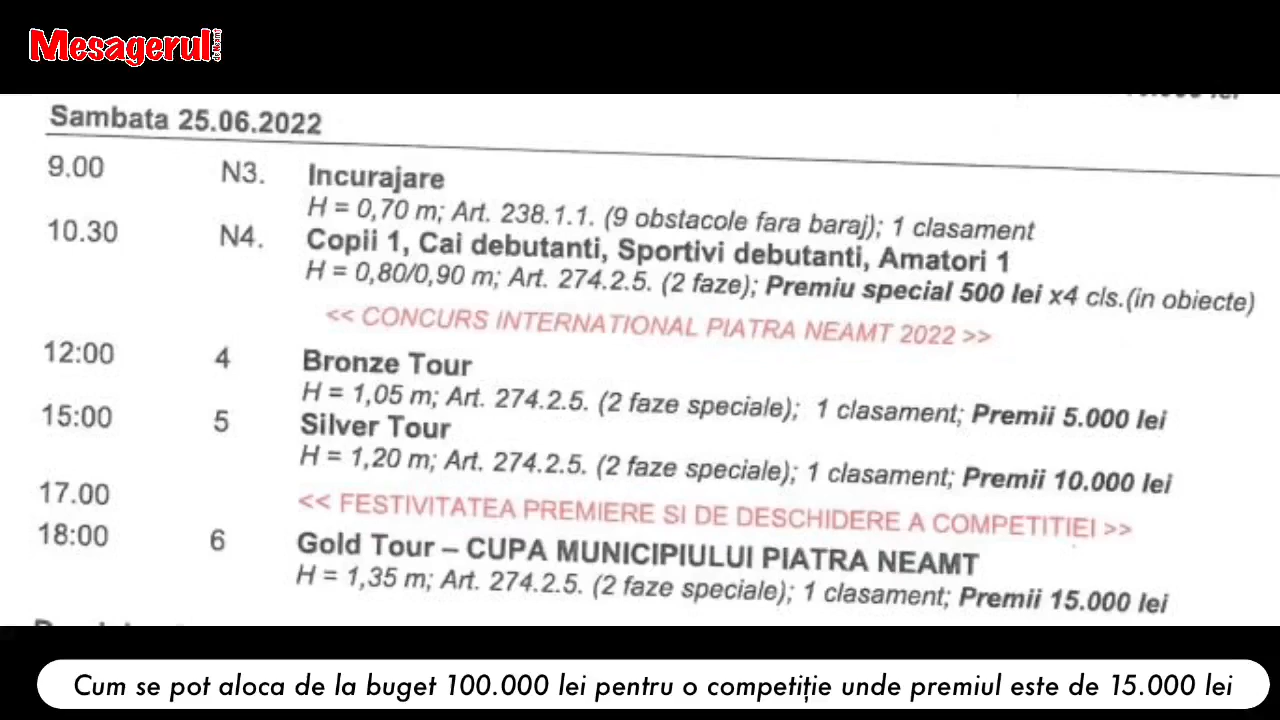 Mesagerul
de Neamț
Sambata 25.06.2022
9.00 N3. Incurajare
H = 0,70 m; Art. 238.1.1. (9 obstacole fara baraj); 1 clasament
10.30 N4. Copii 1, Cai debutanti, Sportivi debutanti, Amatori 1
H = 0,80/0,90 m; Art. 274.2.5. (2 faze); Premiu special 500 lei x4 cls.(in obiecte)
<< CONCURS INTERNATIONAL PIATRA NEAMT 2022 >>
12:00 4 Bronze Tour
H = 1,05 m; Art. 274.2.5. (2 faze speciale); 1 clasament; Premii 5.000 lei
15:00 5 Silver Tour
H = 1,20 m; Art. 274.2.5. (2 faze speciale); 1 clasament; Premii 10.000 lei
17.00 << FESTIVITATEA PREMIERE SI DE DESCHIDERE A COMPETITIEI >>
18:00 6 Gold Tour – CUPA MUNICIPIULUI PIATRA NEAMT
H = 1,35 m; Art. 274.2.5. (2 faze speciale); 1 clasament; Premii 15.000 lei
Cum se pot aloca de la buget 100.000 lei pentru o competiție unde premiul este de 15.000 lei